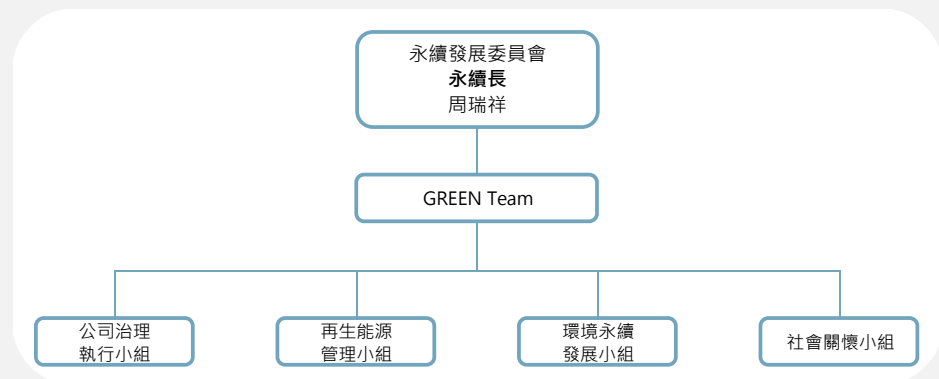 永續發展委員會
永續長
周瑞祥
GREEN Team
公司治理
執行小組
再生能源
管理小組
環境永續
發展小組
社會關懷小組